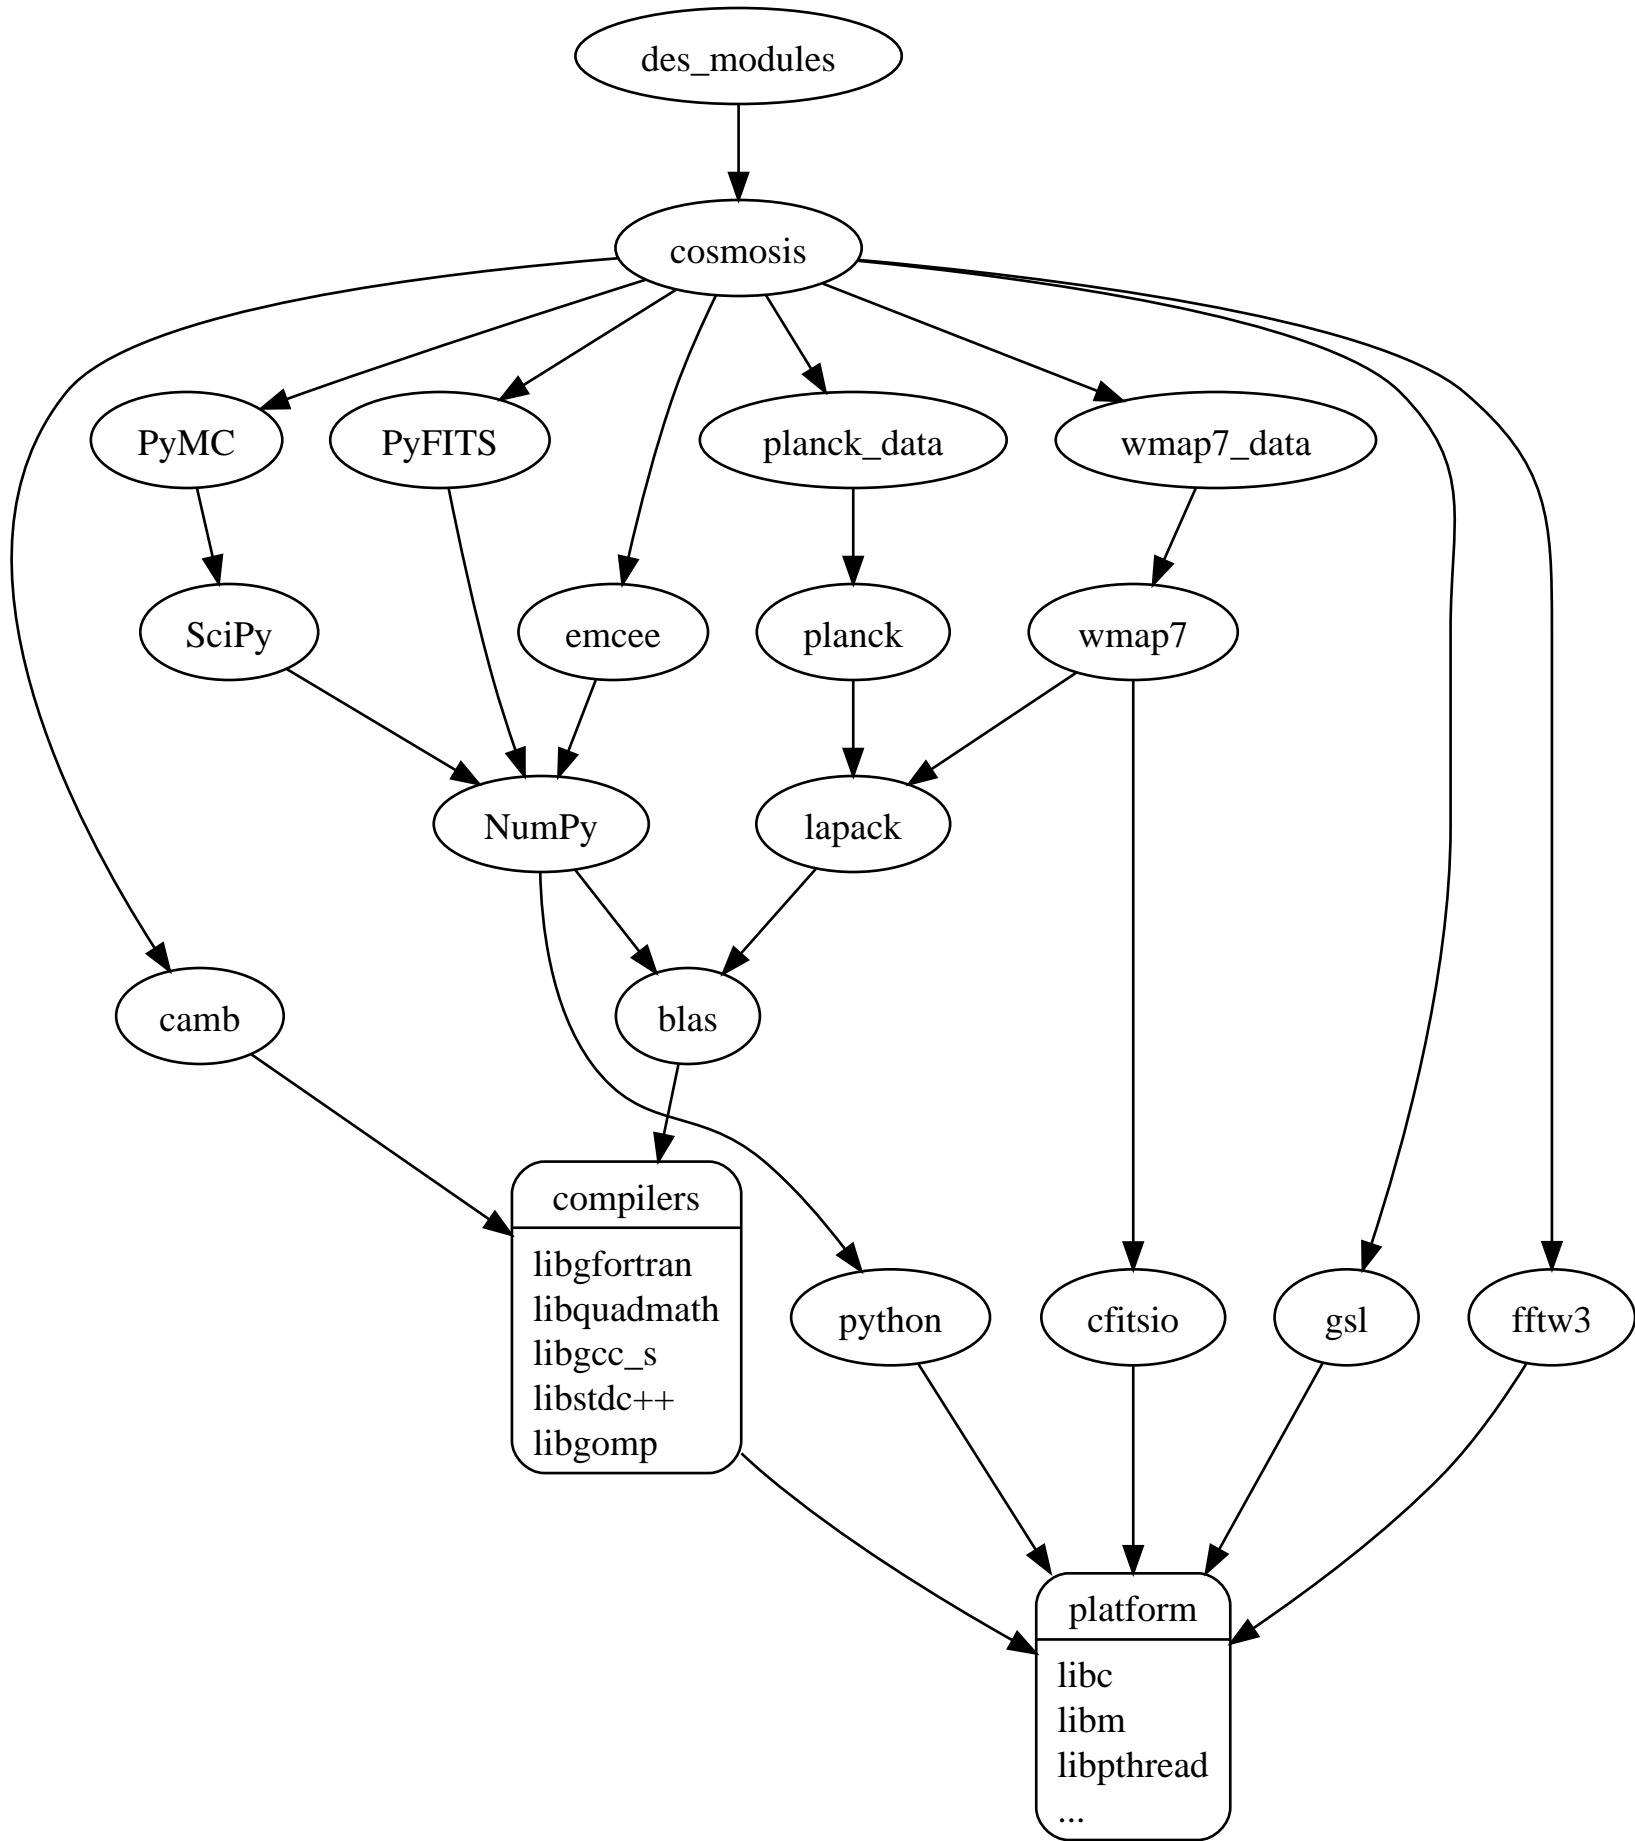 des_modules
cosmosis
PyMC
PyFITS
planck_data
wmap7_data
SciPy
emcee
planck
wmap7
NumPy
lapack
camb
blas
compilers
libgfortran
libquadmath
libgcc_s
libstdc++
libgomp
python
cfitsio
gsl
fftw3
platform
libc
libm
libpthread
...